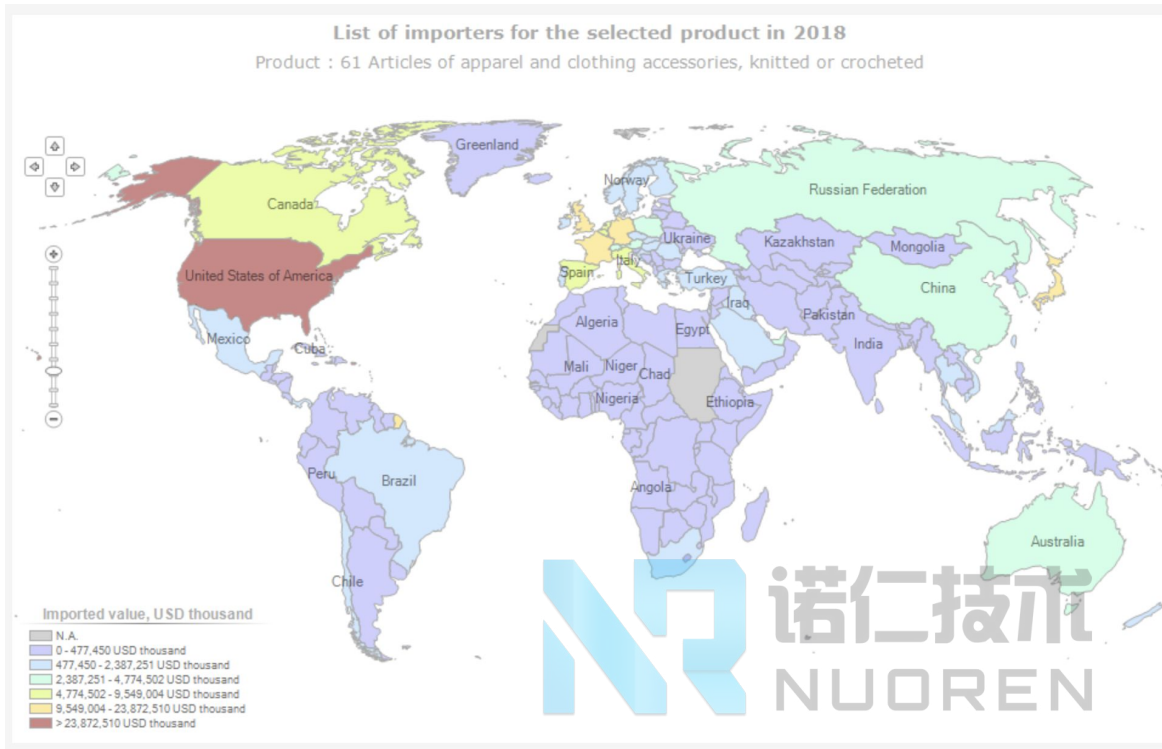 List of importers for the selected product in 2018
Product : 61 Articles of apparel and clothing accessories, knitted or crocheted
Greenland
Norway
Russian Federation
Canada
Ukraine
Kazakhstan
Mongolia
United States of America
Spain
Italy
Turkey
China
Iraq
Pakistan
Mexico
Cuba
Algeria
Egypt
India
Mali
Niger
Chad
Nigeria
Ethiopia
Peru
Brazil
Angola
Australia
Chile
诺仁技术
NUOREN
Imported value, USD thousand
N.A.
0 - 477,450 USD thousand
477,450 - 2,387,251 USD thousand
2,387,251 - 4,774,502 USD thousand
4,774,502 - 9,549,004 USD thousand
9,549,004 - 23,872,510 USD thousand
> 23,872,510 USD thousand